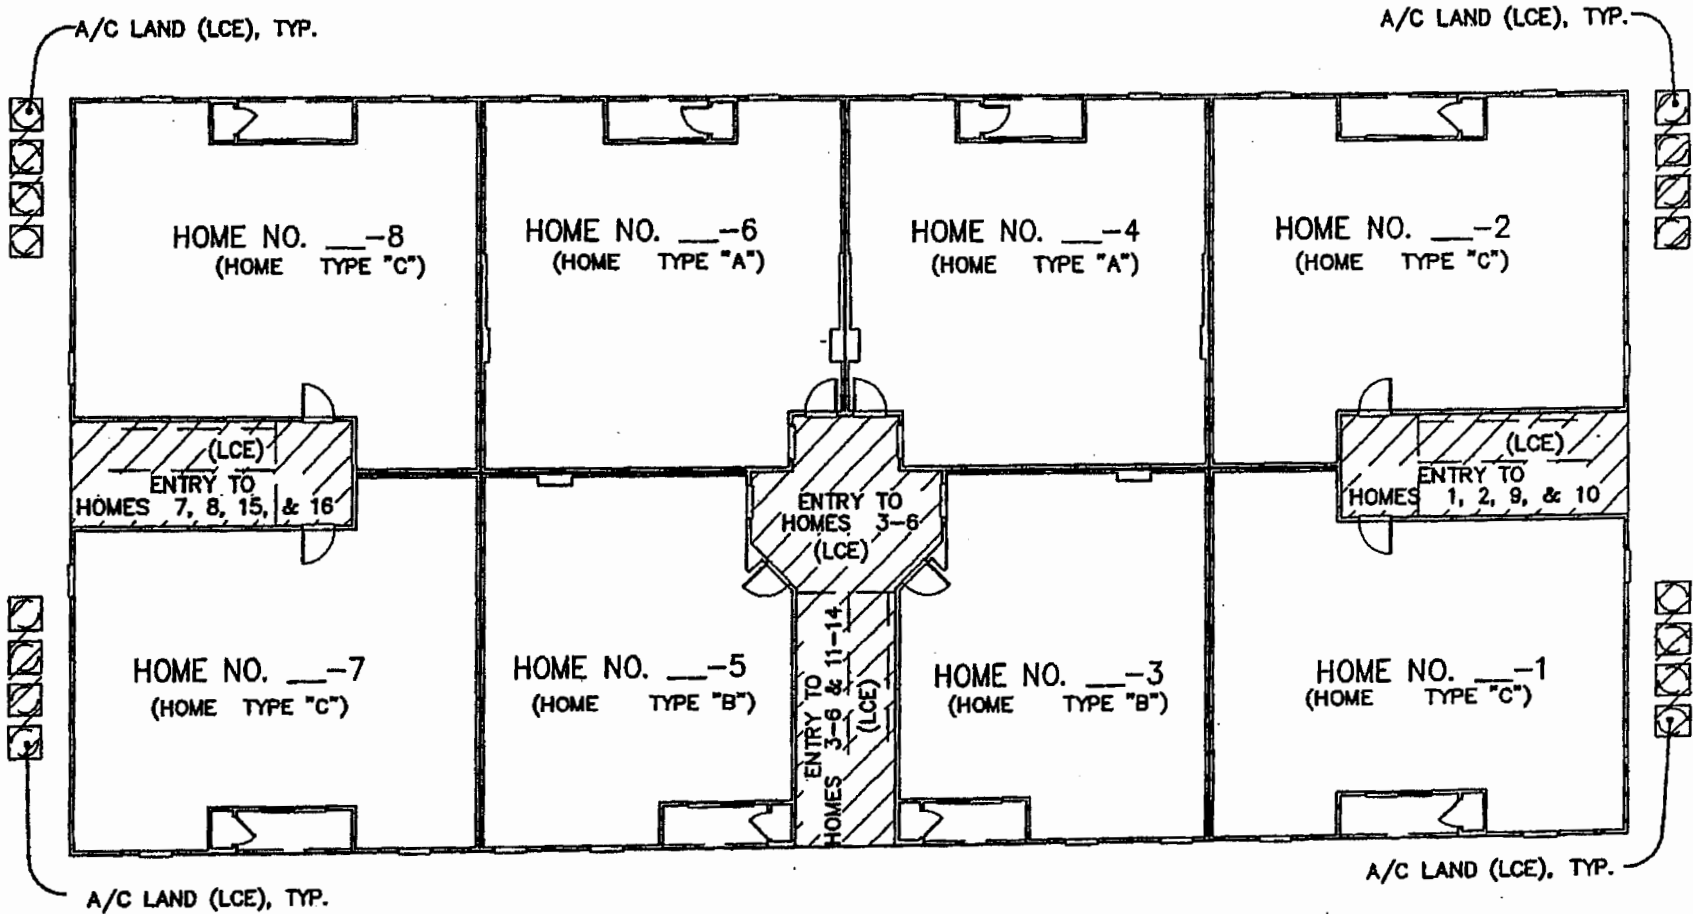 A/C LAND (LCE), TYP.
A/C LAND (LCE), TYP.
HOME NO. __-8
(HOME TYPE "C")
HOME NO. __-6
(HOME TYPE "A")
HOME NO. __-4
(HOME TYPE "A")
HOME NO. __-2
(HOME TYPE "C")
(LCE)
ENTRY TO
HOMES 7, 8, 15, & 16
ENTRY TO
HOMES 3-6
(LCE)
(LCE)
ENTRY TO
HOMES 1, 2, 9, & 10
HOME NO. __-7
(HOME TYPE "C")
HOME NO. __-5
(HOME TYPE "B")
ENTRY TO
HOMES 3-6 & 11-14
(LCE)
HOME NO. __-3
(HOME TYPE "B")
HOME NO. __-1
(HOME TYPE "C")
A/C LAND (LCE), TYP.
A/C LAND (LCE), TYP.